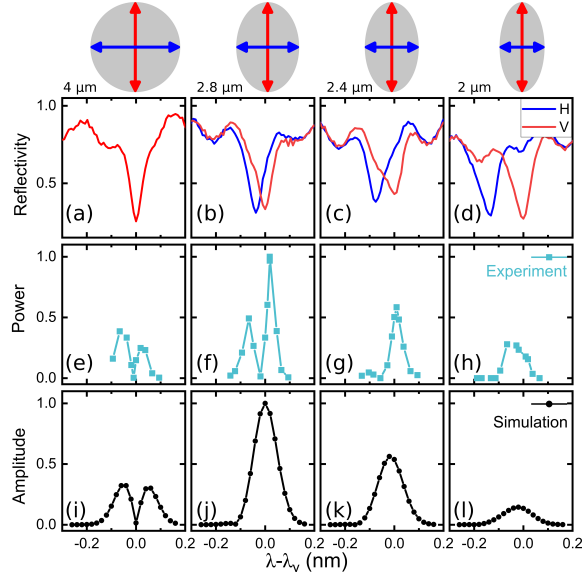 4 μm
2.8 μm
2.4 μm
2 μm
Reflectivity
1.0
0.5
(a)
(b)
(c)
(d)
H
V
Power
1.0
0.5
0.0
(e)
(f)
(g)
(h)
Experiment
Amplitude
1.0
0.5
0.0
(i)
(j)
(k)
(l)
Simulation
-0.2 0.0 0.2
-0.2 0.0 0.2
-0.2 0.0 0.2
-0.2 0.0 0.2
λ-λv (nm)